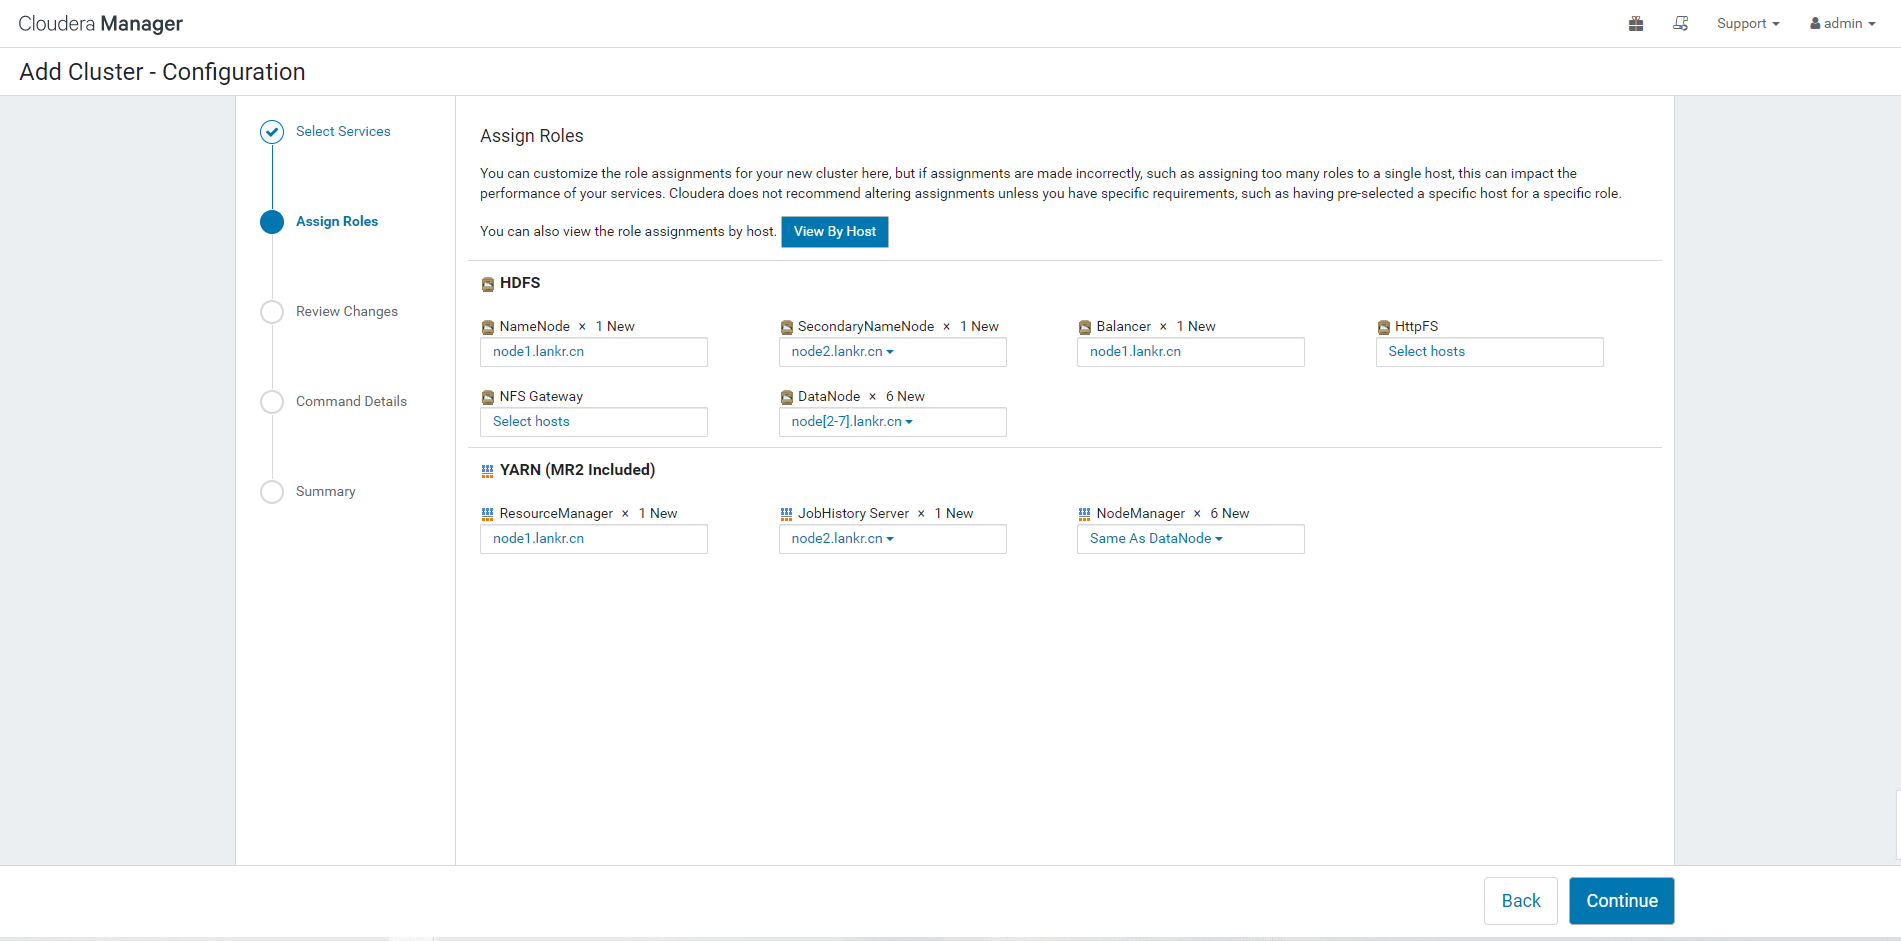 Cloudera Manager
Support
admin
Add Cluster - Configuration
Select Services
Assign Roles
Review Changes
Command Details
Summary
Assign Roles
You can customize the role assignments for your new cluster here, but if assignments are made incorrectly, such as assigning too many roles to a single host, this can impact the
performance of your services. Cloudera does not recommend altering assignments unless you have specific requirements, such as having pre-selected a specific host for a specific role.
You can also view the role assignments by host. View By Host
HDFS
NameNode × 1 New
node1.lankr.cn
SecondaryNameNode × 1 New
node2.lankr.cn
Balancer × 1 New
node1.lankr.cn
HttpFS
Select hosts
NFS Gateway
Select hosts
DataNode × 6 New
node[2-7].lankr.cn
YARN (MR2 Included)
ResourceManager × 1 New
node1.lankr.cn
JobHistory Server × 1 New
node2.lankr.cn
NodeManager × 6 New
Same As DataNode
Back
Continue